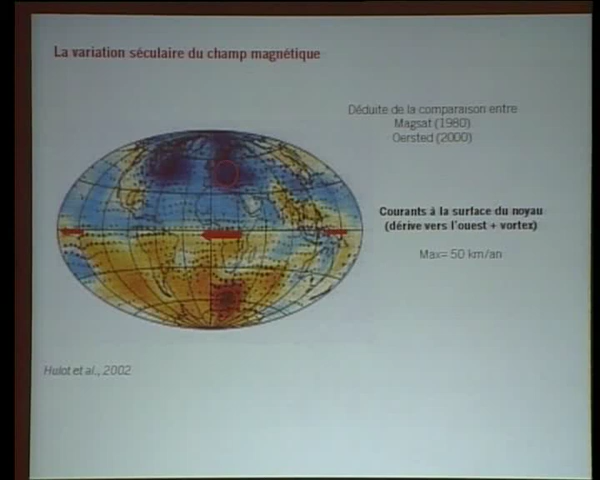 La variation séculaire du champ magnétique
Déduite de la comparaison entre
Magsat (1980)
Oersted (2000)
Courants à la surface du noyau
(dérive vers l'ouest + vortex)
Max= 50 km/an
Hulot et al., 2002